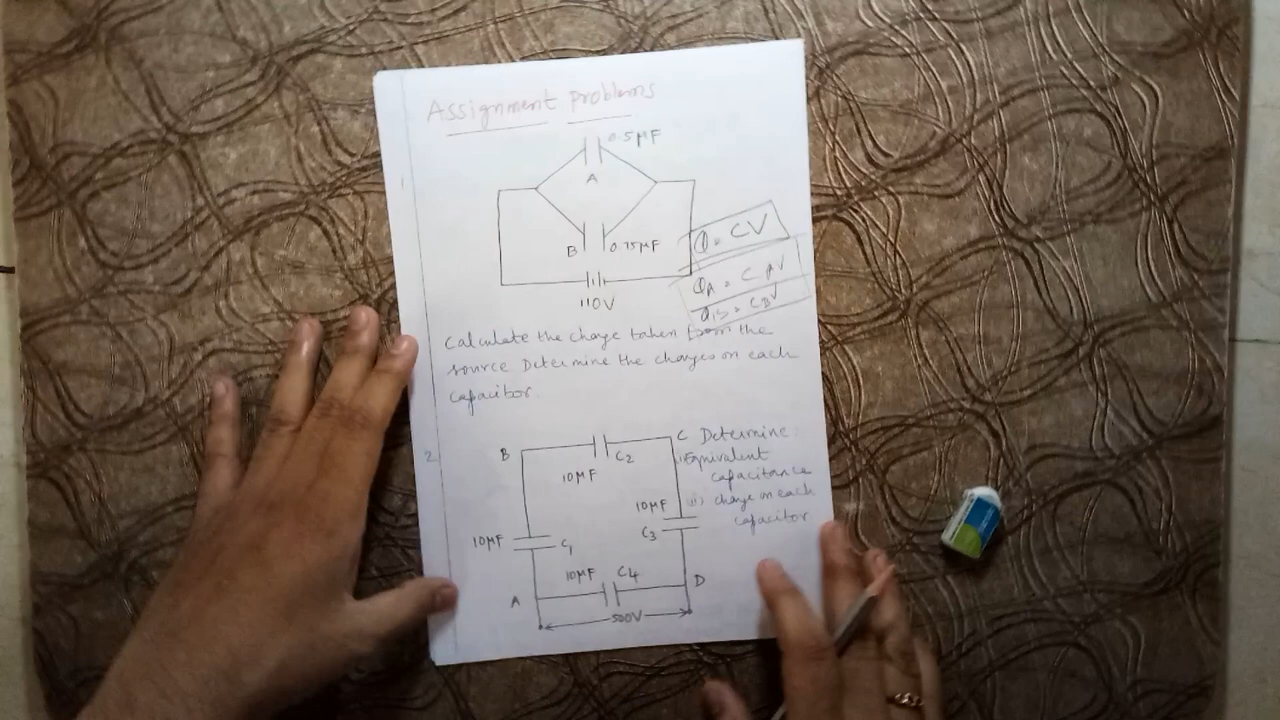 Assignment problems
1
0.5μF
A
B
0.75μF
110V
Q = CV
QA = CAV
QB = CBV
Calculate the charge taken from the
source Determine the charges on each
capacitor.
2
B
C2
10μF
C
Determine:
i) Equivalent
capacitance
ii) charge on each
capacitor
10μF
C3
10μF
C1
10μF
C4
A
D
500V